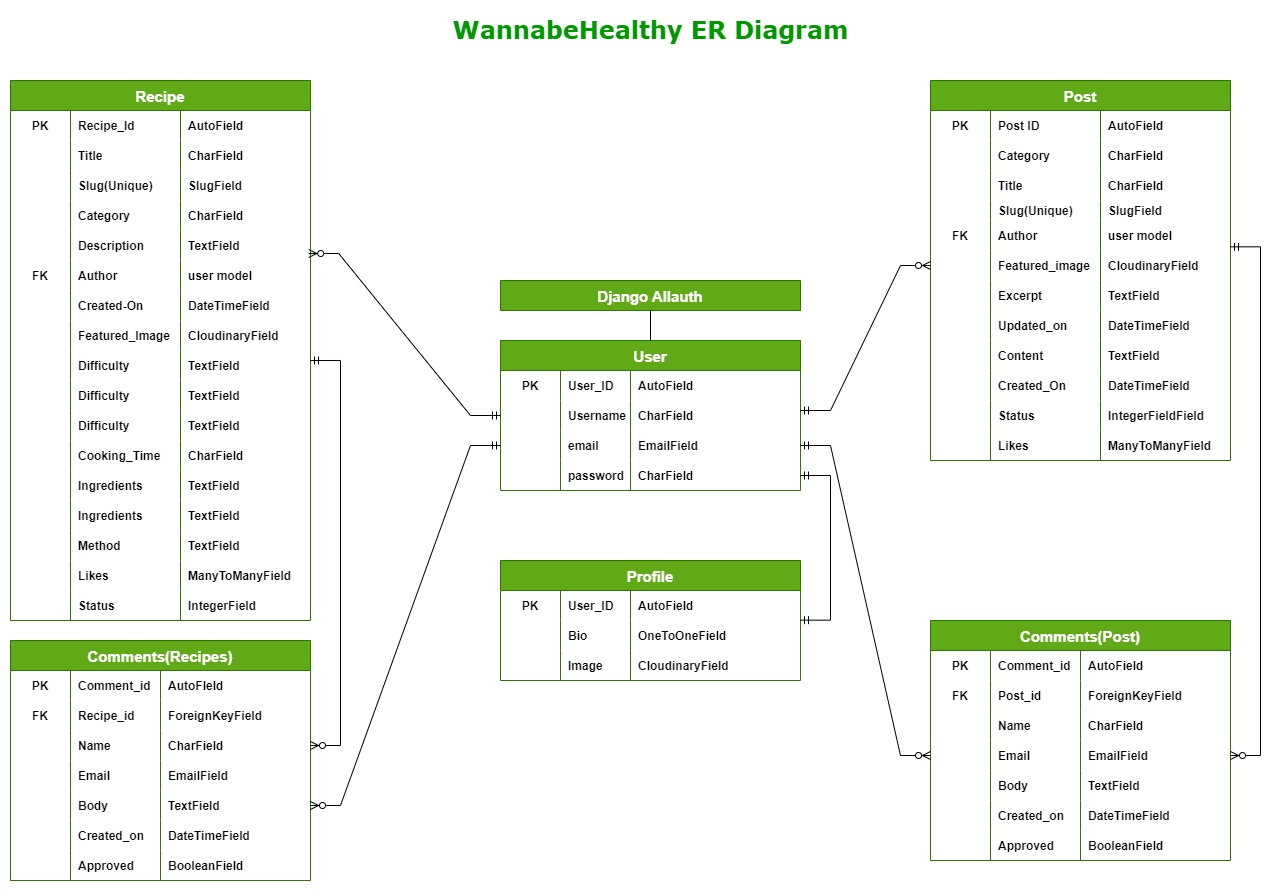 WannabeHealthy ER Diagram
Recipe
PK Recipe_Id AutoField
Title CharField
Slug(Unique) SlugField
Category CharField
Description TextField
FK Author user model
Created-On DateTimeField
Featured_Image CloudinaryField
Difficulty TextField
Difficulty TextField
Difficulty TextField
Cooking_Time CharField
Ingredients TextField
Ingredients TextField
Method TextField
Likes ManyToManyField
Status IntegerField
Comments(Recipes)
PK Comment_id AutoFIeld
FK Recipe_id ForeignKeyField
Name CharField
Email EmailField
Body TextField
Created_on DateTimeField
Approved BooleanField
Django Allauth
User
PK User_ID AutoField
Username CharField
email EmailField
password CharField
Profile
PK User_ID AutoField
Bio OneToOneField
Image CloudinaryField
Post
PK Post ID AutoField
Category CharField
Title CharField
Slug(Unique) SlugField
FK Author user model
Featured_image CloudinaryField
Excerpt TextField
Updated_on DateTimeField
Content TextField
Created_On DateTimeField
Status IntegerFieldField
Likes ManyToManyField
Comments(Post)
PK Comment_id AutoField
FK Post_id ForeignKeyField
Name CharField
Email EmailField
Body TextField
Created_on DateTimeField
Approved BooleanField